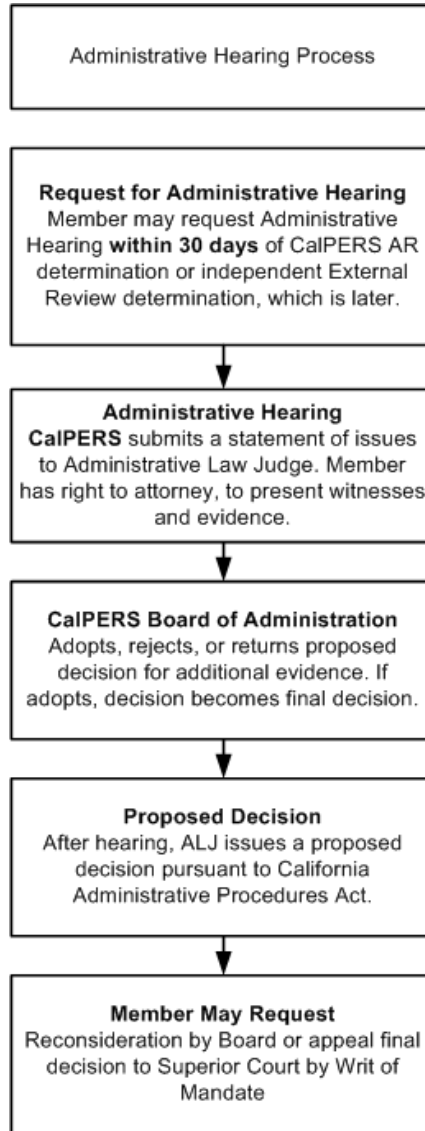 Administrative Hearing Process
Request for Administrative Hearing
Member may request Administrative
Hearing within 30 days of CalPERS AR
determination or independent External
Review determination, which is later.
Administrative Hearing
CalPERS submits a statement of issues
to Administrative Law Judge. Member
has right to attorney, to present witnesses
and evidence.
CalPERS Board of Administration
Adopts, rejects, or returns proposed
decision for additional evidence. If
adopts, decision becomes final decision.
Proposed Decision
After hearing, ALJ issues a proposed
decision pursuant to California
Administrative Procedures Act.
Member May Request
Reconsideration by Board or appeal final
decision to Superior Court by Writ of
Mandate